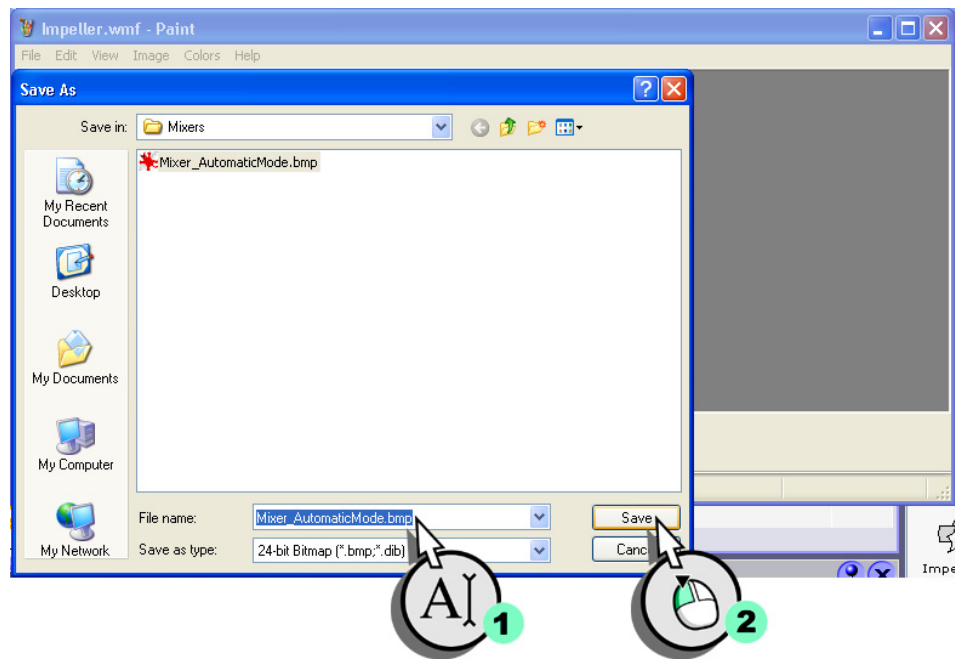 Impeller.wmf - Paint
File Edit View Image Colors Help
Save As
Save in: Mixers
Mixer_AutomaticMode.bmp
My Recent
Documents
Desktop
My Documents
My Computer
My Network
File name: Mixer_AutomaticMode.bmp Save
Save as type: 24-bit Bitmap (*.bmp;*.dib) Canc
Impe
A 1
2